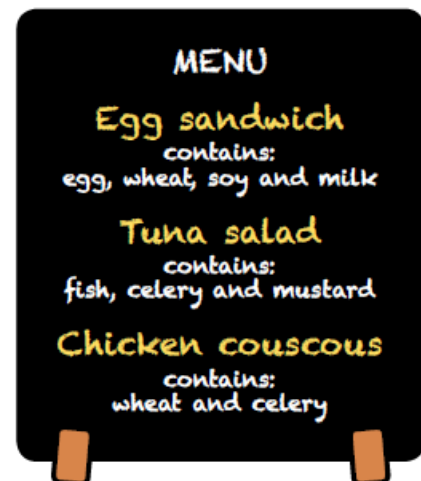 MENU
Egg sandwich
contains:
egg, wheat, soy and milk
Tuna salad
contains:
fish, celery and mustard
Chicken couscous
contains:
wheat and celery